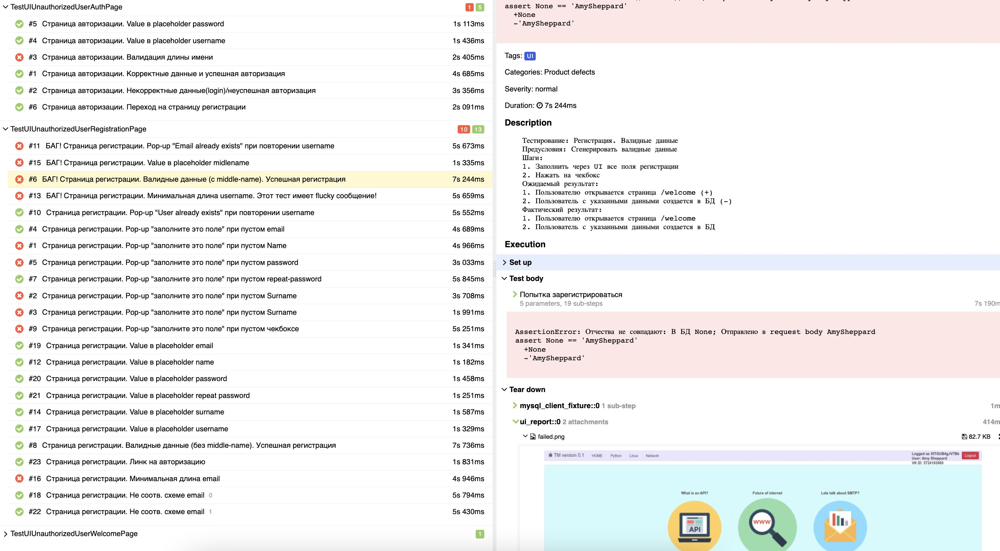 TestUIUnauthorizedUserAuthPage 1 5
#5 Страница авторизации. Value в placeholder password 1s 113ms
#4 Страница авторизации. Value в placeholder username 1s 436ms
#3 Страница авторизации. Валидация длины имени 2s 405ms
#1 Страница авторизации. Корректные данные и успешная авторизация 4s 685ms
#2 Страница авторизации. Некорректные данные(login)/неуспешная авторизация 3s 356ms
#6 Страница авторизации. Переход на страницу регистрации 2s 091ms
TestUIUnauthorizedUserRegistrationPage 10 13
#11 БАГ! Страница регистрации. Pop-up "Email already exists" при повторении username 5s 673ms
#15 БАГ! Страница регистрации. Value в placeholder midlename 1s 335ms
#6 БАГ! Страница регистрации. Валидные данные (с middle-name). Успешная регистрация 7s 244ms
#13 БАГ! Страница регистрации. Минимальная длина username. Этот тест имеет flucky сообщение! 5s 659ms
#10 Страница регистрации. Pop-up "User already exists" при повторении username 5s 552ms
#4 Страница регистрации. Pop-up "заполните это поле" при пустом email 4s 689ms
#1 Страница регистрации. Pop-up "заполните это поле" при пустом Name 4s 966ms
#5 Страница регистрации. Pop-up "заполните это поле" при пустом password 3s 033ms
#7 Страница регистрации. Pop-up "заполните это поле" при пустом repeat-password 5s 845ms
#2 Страница регистрации. Pop-up "заполните это поле" при пустом Surname 3s 708ms
#3 Страница регистрации. Pop-up "заполните это поле" при пустом Surname 1s 991ms
#9 Страница регистрации. Pop-up "заполните это поле" при пустом чекбоксе 5s 251ms
#19 Страница регистрации. Value в placeholder email 1s 341ms
#12 Страница регистрации. Value в placeholder name 1s 182ms
#20 Страница регистрации. Value в placeholder password 1s 458ms
#21 Страница регистрации. Value в placeholder repeat password 1s 251ms
#14 Страница регистрации. Value в placeholder surname 1s 587ms
#17 Страница регистрации. Value в placeholder username 1s 329ms
#8 Страница регистрации. Валидные данные (без middle-name). Успешная регистрация 7s 736ms
#23 Страница регистрации. Линк на авторизацию 1s 831ms
#16 Страница регистрации. Минимальная длина email 4s 946ms
#18 Страница регистрации. Не соотв. схеме email 0 5s 794ms
#22 Страница регистрации. Не соотв. схеме email 1 5s 430ms
TestUIUnauthorizedUserWelcomePage 1
assert None == 'AmySheppard'
+None
-'AmySheppard'
Tags: UI
Categories: Product defects
Severity: normal
Duration: 7s 244ms
Description
Тестирование: Регистрация. Валидные данные
Предусловия: Сгенерировать валидные данные
Шаги:
1. Заполнить через UI все поля регистрации
2. Нажать на чекбокс
Ожидаемый результат:
1. Пользователю открывается страница /welcome (+)
2. Пользователь с указанными данными создается в БД (-)
Фактический результат:
1. Пользователю открывается страница /welcome
2. Пользователь с указанными данными создается в БД
Execution
Set up
Test body
Попытка зарегистрироваться
5 parameters, 19 sub-steps 7s 190m
AssertionError: Отчества не совпадают: В БД None; Отправлено в request body AmySheppard
assert None == 'AmySheppard'
+None
-'AmySheppard'
Tear down
mysql_client_fixture::0 1 sub-step 1m
ui_report::0 2 attachments 414m
failed.png 82.7 KB
TM version 0.1 HOME Python Linux Network
Logged as XITGUB4gJV7Bk
User: Amy Sheppard
VK ID: 5724183069
Logout
What is an API? Future of internet Lets talk about SMTP?
API WWW